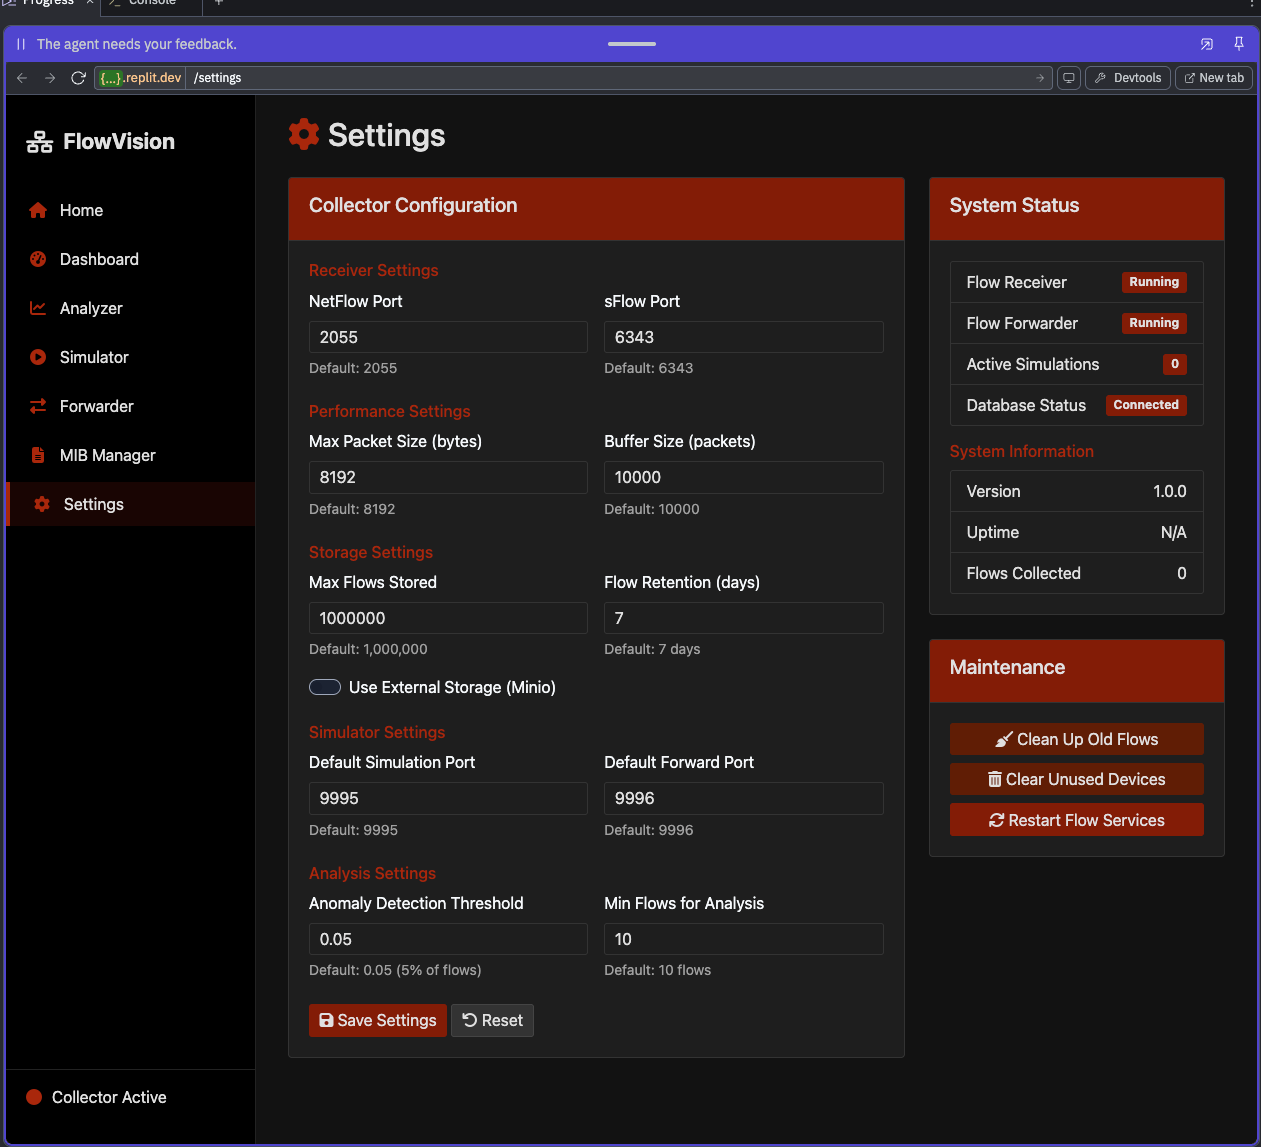 Progress
Console
The agent needs your feedback.
{...}.replit.dev /settings
Devtools
New tab
FlowVision
Home
Dashboard
Analyzer
Simulator
Forwarder
MIB Manager
Settings
Collector Active
Settings
Collector Configuration
Receiver Settings
NetFlow Port sFlow Port
2055 6343
Default: 2055 Default: 6343
Performance Settings
Max Packet Size (bytes) Buffer Size (packets)
8192 10000
Default: 8192 Default: 10000
Storage Settings
Max Flows Stored Flow Retention (days)
1000000 7
Default: 1,000,000 Default: 7 days
Use External Storage (Minio)
Simulator Settings
Default Simulation Port Default Forward Port
9995 9996
Default: 9995 Default: 9996
Analysis Settings
Anomaly Detection Threshold Min Flows for Analysis
0.05 10
Default: 0.05 (5% of flows) Default: 10 flows
Save Settings Reset
System Status
Flow Receiver Running
Flow Forwarder Running
Active Simulations 0
Database Status Connected
System Information
Version 1.0.0
Uptime N/A
Flows Collected 0
Maintenance
Clean Up Old Flows
Clear Unused Devices
Restart Flow Services